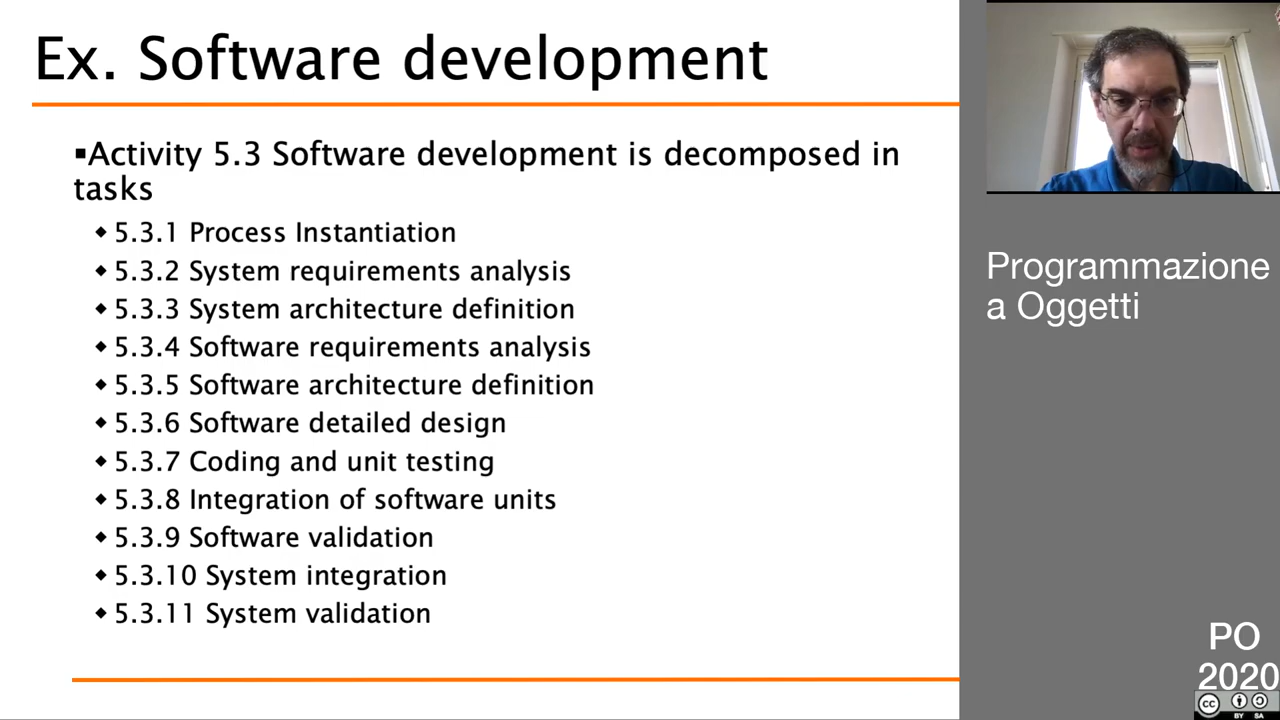 Ex. Software development
▪Activity 5.3 Software development is decomposed in
tasks
◆ 5.3.1 Process Instantiation
◆ 5.3.2 System requirements analysis
◆ 5.3.3 System architecture definition
◆ 5.3.4 Software requirements analysis
◆ 5.3.5 Software architecture definition
◆ 5.3.6 Software detailed design
◆ 5.3.7 Coding and unit testing
◆ 5.3.8 Integration of software units
◆ 5.3.9 Software validation
◆ 5.3.10 System integration
◆ 5.3.11 System validation
Programmazione
a Oggetti
PO
2020
cc
BY SA